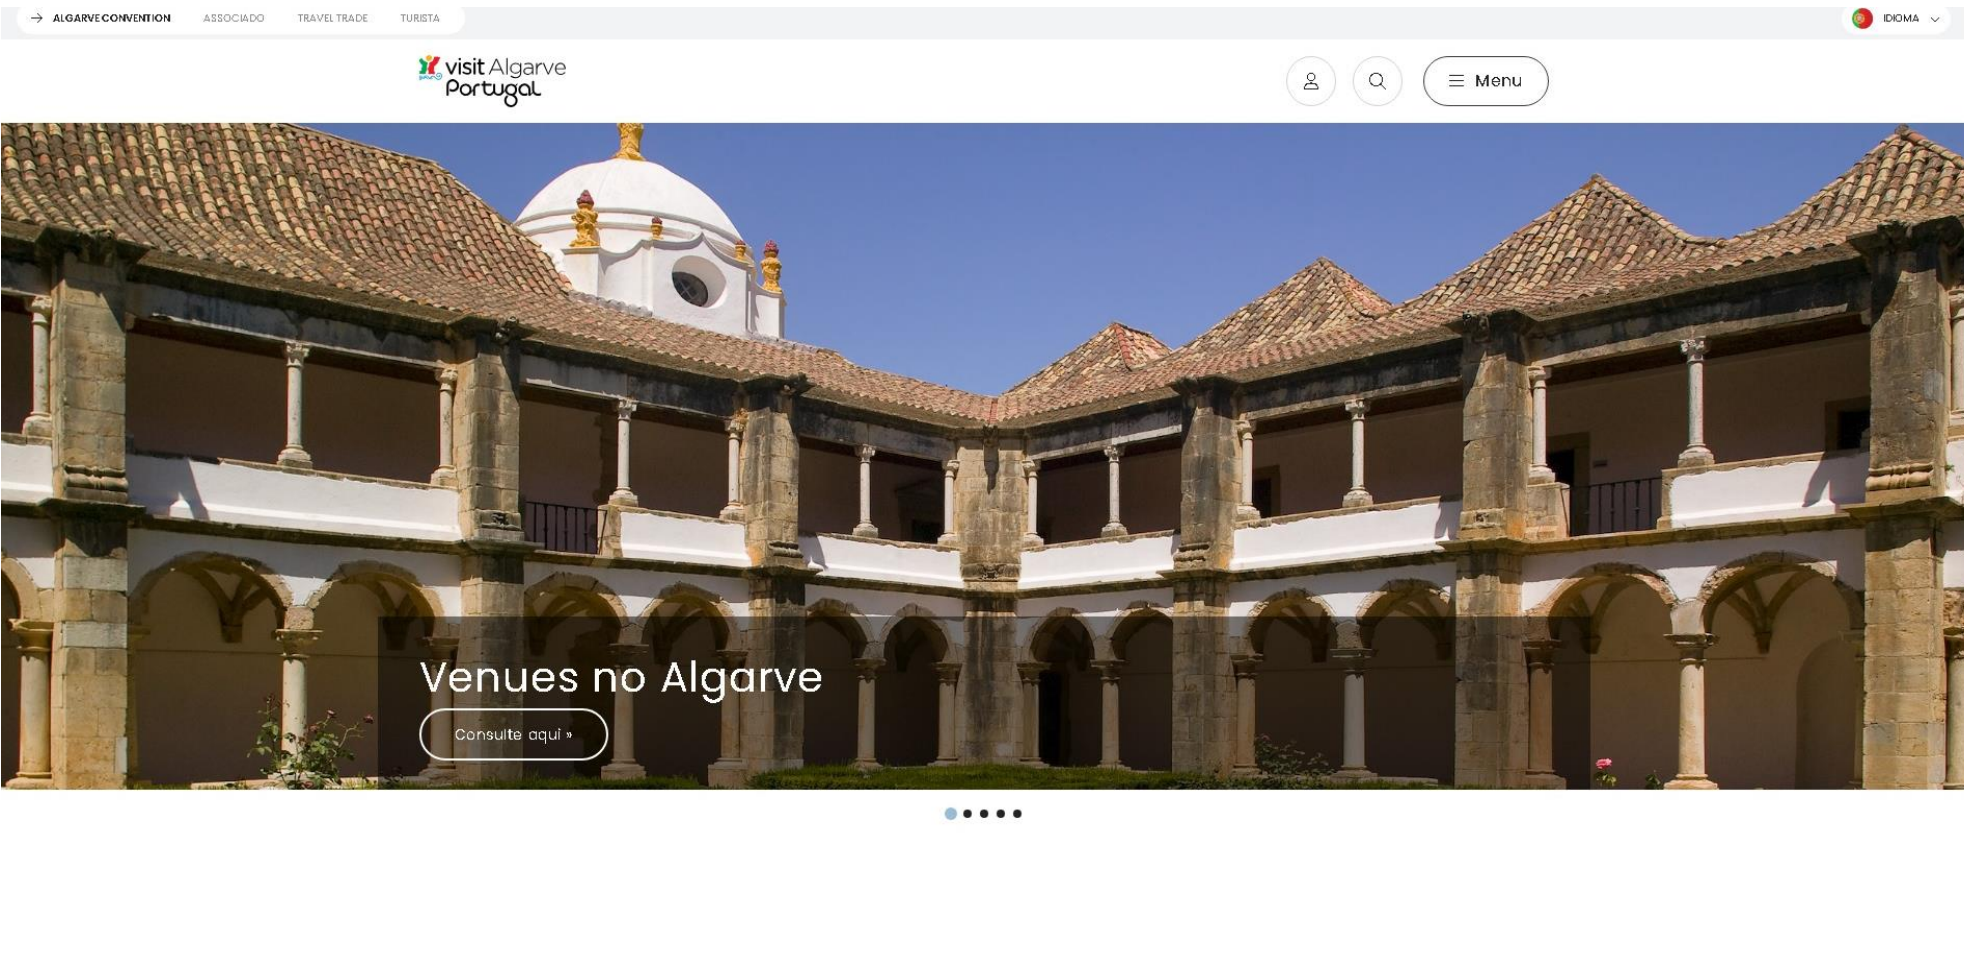 → ALGARVE CONVENTION ASSOCIADO TRAVEL TRADE TURISTA
IDIOMA
visit Algarve
Portugal
Menu
Venues no Algarve
Consulte aqui »